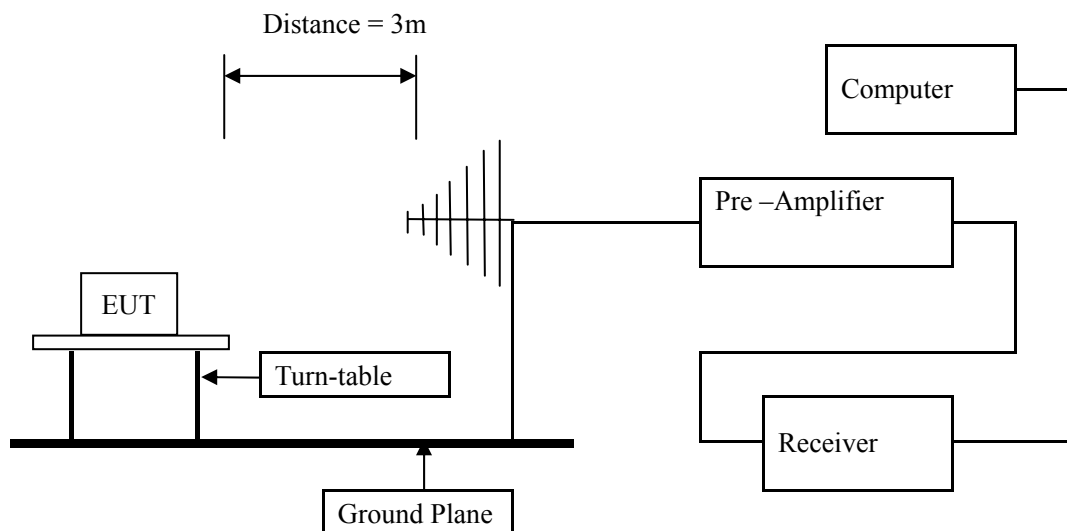 Distance = 3m
Computer
Pre –Amplifier
EUT
Turn-table
Receiver
Ground Plane